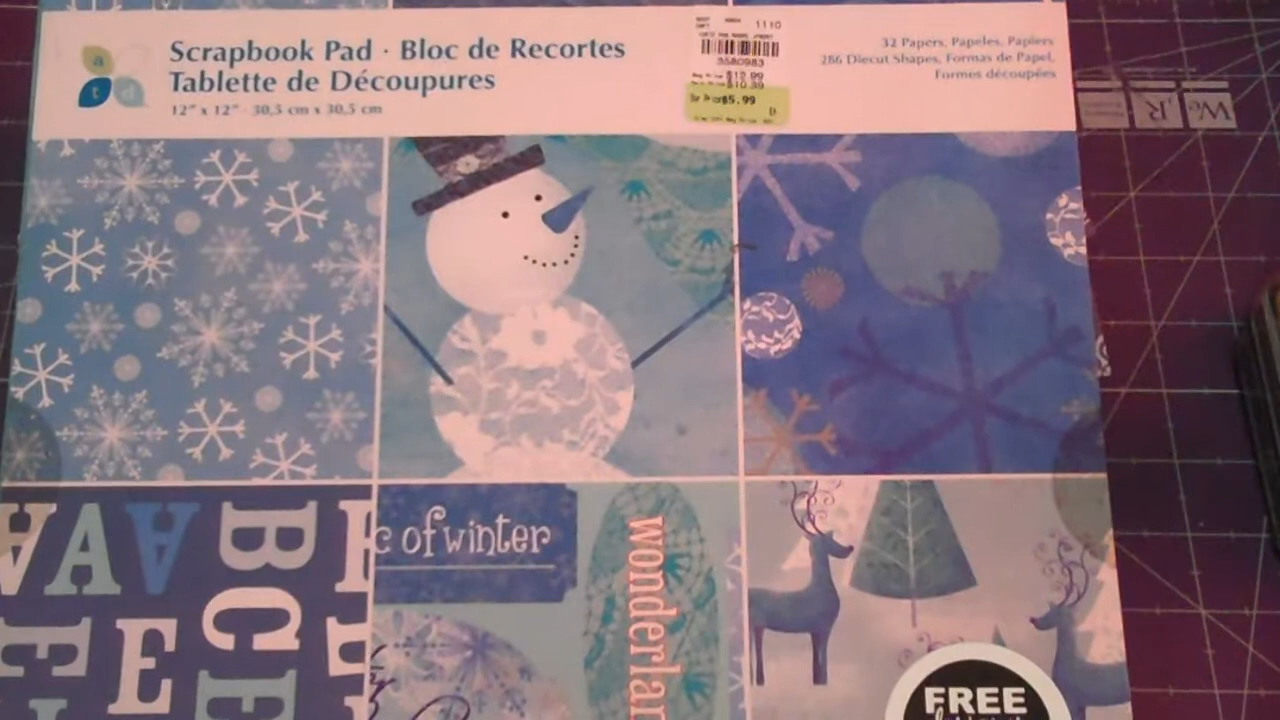 Scrapbook Pad · Bloc de Recortes
Tablette de Découpures
12" x 12" · 30,5 cm x 30,5 cm
a
t d
1110
3580983
$12.99
$10.39
$5.99
32 Papers, Papeles, Papiers
286 Diecut Shapes, Formas de Papel,
Formes découpées
We R
A A A B
C
E E
c of winter
wonderlan
FREE